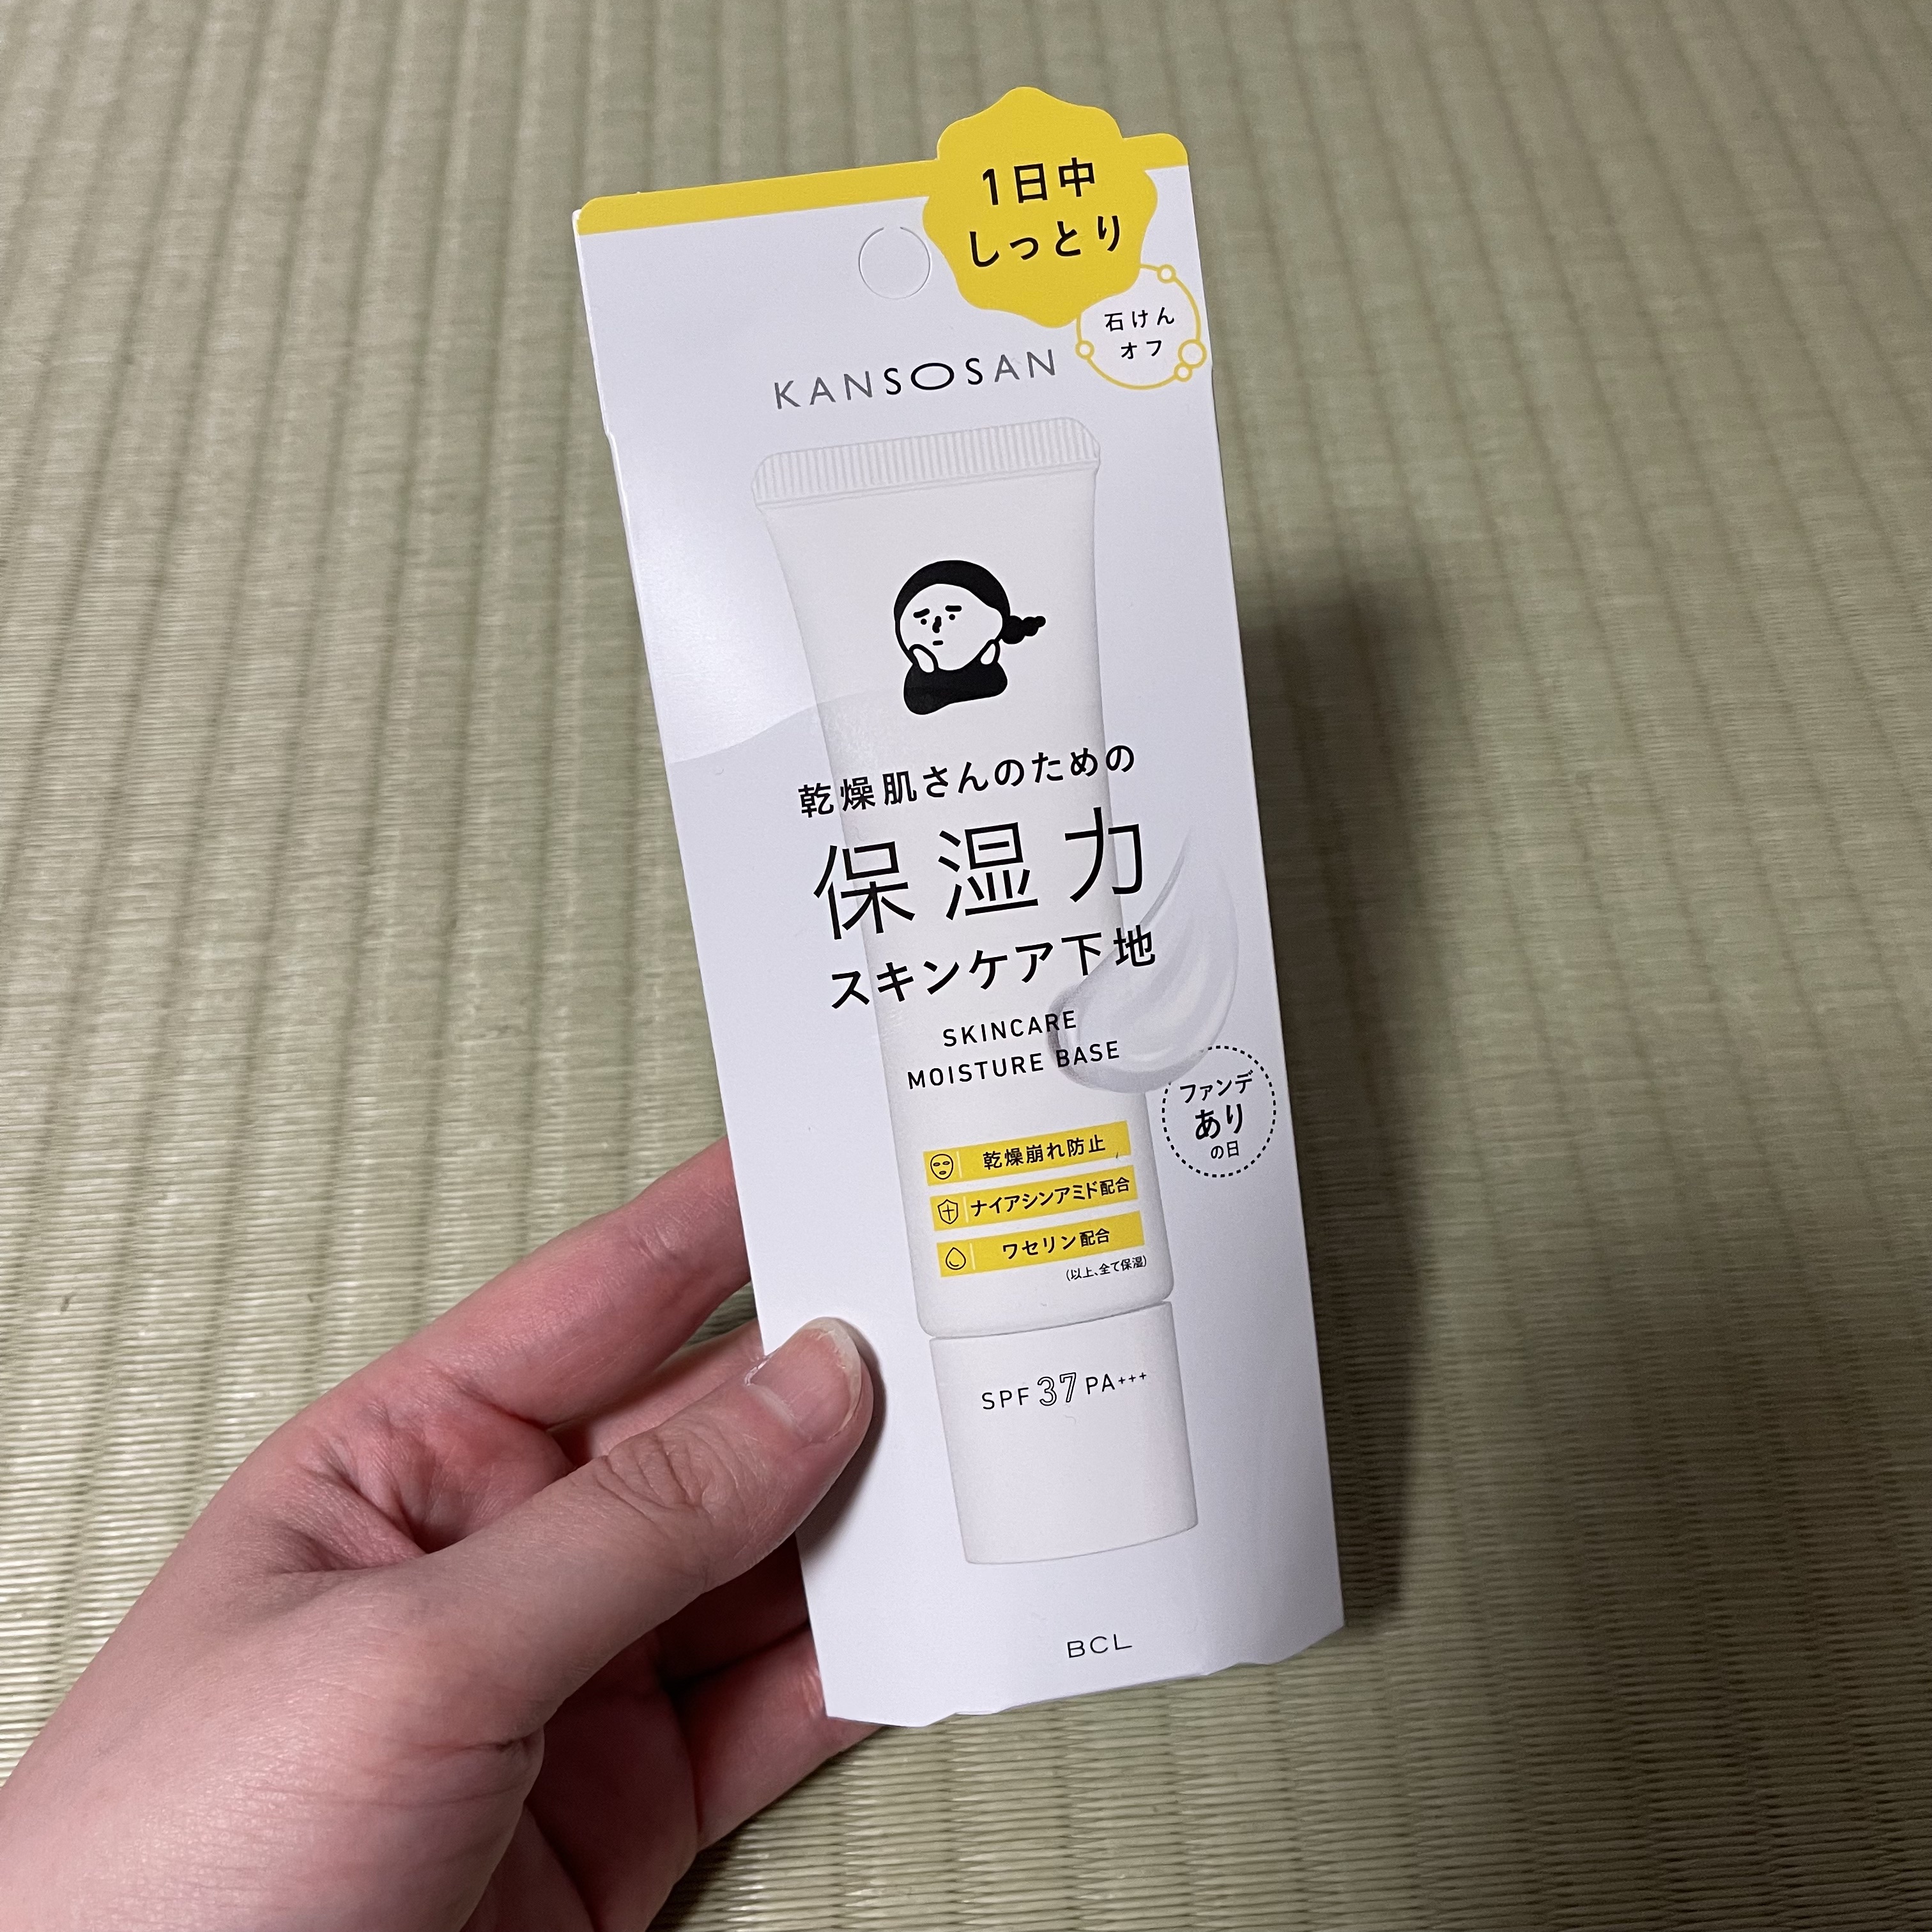 1日中
しっとり
石けん
オフ
KANSOSAN
乾燥肌さんのための
保湿力
スキンケア下地
SKINCARE
MOISTURE BASE
ファンデ
あり
の日
乾燥崩れ防止
ナイアシンアミド配合
ワセリン配合
(以上、全て保湿)
SPF 37 PA+++
BCL